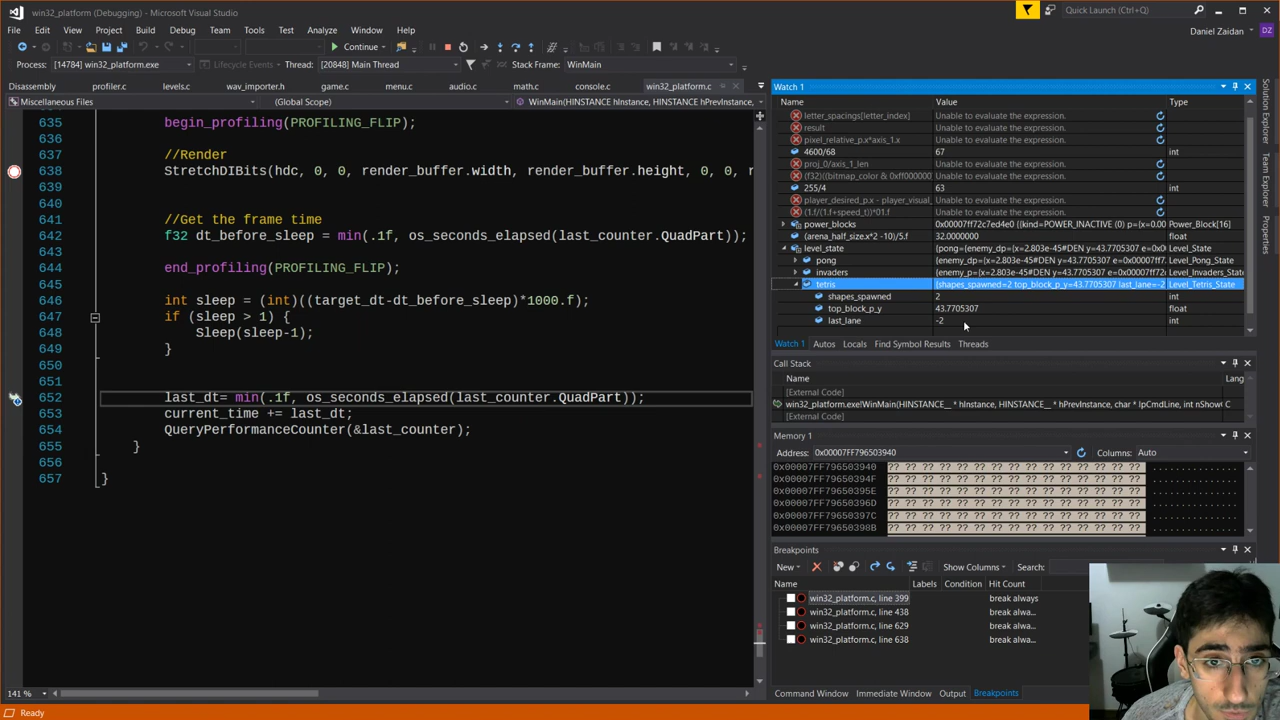 win32_platform (Debugging) - Microsoft Visual Studio
Quick Launch (Ctrl+Q)
File Edit View Project Build Debug Team Tools Test Analyze Window Help
Daniel Zaidan
DZ
Continue
Process: [14784] win32_platform.exe Lifecycle Events Thread: [20848] Main Thread Stack Frame: WinMain
Disassembly profiler.c levels.c wav_importer.h game.c menu.c audio.c math.c console.c win32_platform.c
Miscellaneous Files (Global Scope) WinMain(HINSTANCE hInstance, HINSTANCE hPrevInstance,
635 begin_profiling(PROFILING_FLIP);
636
637 //Render
638 StretchDIBits(hdc, 0, 0, render_buffer.width, render_buffer.height, 0, 0, r
639
640
641 //Get the frame time
642 f32 dt_before_sleep = min(.1f, os_seconds_elapsed(last_counter.QuadPart));
643
644 end_profiling(PROFILING_FLIP);
645
646 int sleep = (int)((target_dt-dt_before_sleep)*1000.f);
647 if (sleep > 1) {
648 Sleep(sleep-1);
649 }
650
651
652 last_dt= min(.1f, os_seconds_elapsed(last_counter.QuadPart));
653 current_time += last_dt;
654 QueryPerformanceCounter(&last_counter);
655 }
656
657 }
141 %
Ready
Watch 1
Name Value Type
letter_spacings[letter_index] Unable to evaluate the expression.
result Unable to evaluate the expression.
pixel_relative_p.x*axis_1.x Unable to evaluate the expression.
4600/68 67 int
proj_0/axis_1_len Unable to evaluate the expression.
(f32)((bitmap_color & 0xff0000 Unable to evaluate the expression.
255/4 63 int
player_desired_p.x - player_visual_ Unable to evaluate the expression.
(1.f/(1.f+speed_t))*01.f Unable to evaluate the expression.
power_blocks 0x00007ff72c7ed4e0 {{kind=POWER_INACTIVE (0) p={x=0.00 Power_Block[16]
(arena_half_size.x*2 -10)/5.f 32.0000000 float
level_state {pong={enemy_dp={x=2.803e-45#DEN y=43.7705307 e=0x0 Level_State
pong {enemy_dp={x=2.803e-45#DEN y=43.7705307 e=0x00007ff7 Level_Pong_State
invaders {enemy_p={x=2.803e-45#DEN y=43.7705307 e=0x00007ff72 Level_Invaders_State
tetris {shapes_spawned=2 top_block_p_y=43.7705307 last_lane=-2 Level_Tetris_State
shapes_spawned 2 int
top_block_p_y 43.7705307 float
last_lane -2 int
Watch 1 Autos Locals Find Symbol Results Threads
Call Stack
Name Lang
[External Code]
win32_platform.exe!WinMain(HINSTANCE__ * hInstance, HINSTANCE__ * hPrevInstance, char * lpCmdLine, int nShow C
[External Code]
Memory 1
Address: 0x00007FF796503940 Columns: Auto
0x00007FF796503940 ?? ?? ?? ?? ?? ?? ?? ?? ?? ?? ?? ?? ?? ?? ?? ...............
0x00007FF79650394F ?? ?? ?? ?? ?? ?? ?? ?? ?? ?? ?? ?? ?? ?? ?? ...............
0x00007FF79650395E ?? ?? ?? ?? ?? ?? ?? ?? ?? ?? ?? ?? ?? ?? ?? ...............
0x00007FF79650396D ?? ?? ?? ?? ?? ?? ?? ?? ?? ?? ?? ?? ?? ?? ?? ...............
0x00007FF79650397C ?? ?? ?? ?? ?? ?? ?? ?? ?? ?? ?? ?? ?? ?? ?? ...............
0x00007FF79650398B ?? ?? ?? ?? ?? ?? ?? ?? ?? ?? ?? ?? ?? ?? ?? ...............
Breakpoints
New Show Columns Search:
Name Labels Condition Hit Count
win32_platform.c, line 399 break always
win32_platform.c, line 438 break alwa...
win32_platform.c, line 629 break alwa...
win32_platform.c, line 638 break alwa...
Command Window Immediate Window Output Breakpoints
Solution Explorer
Team Explorer
Properties